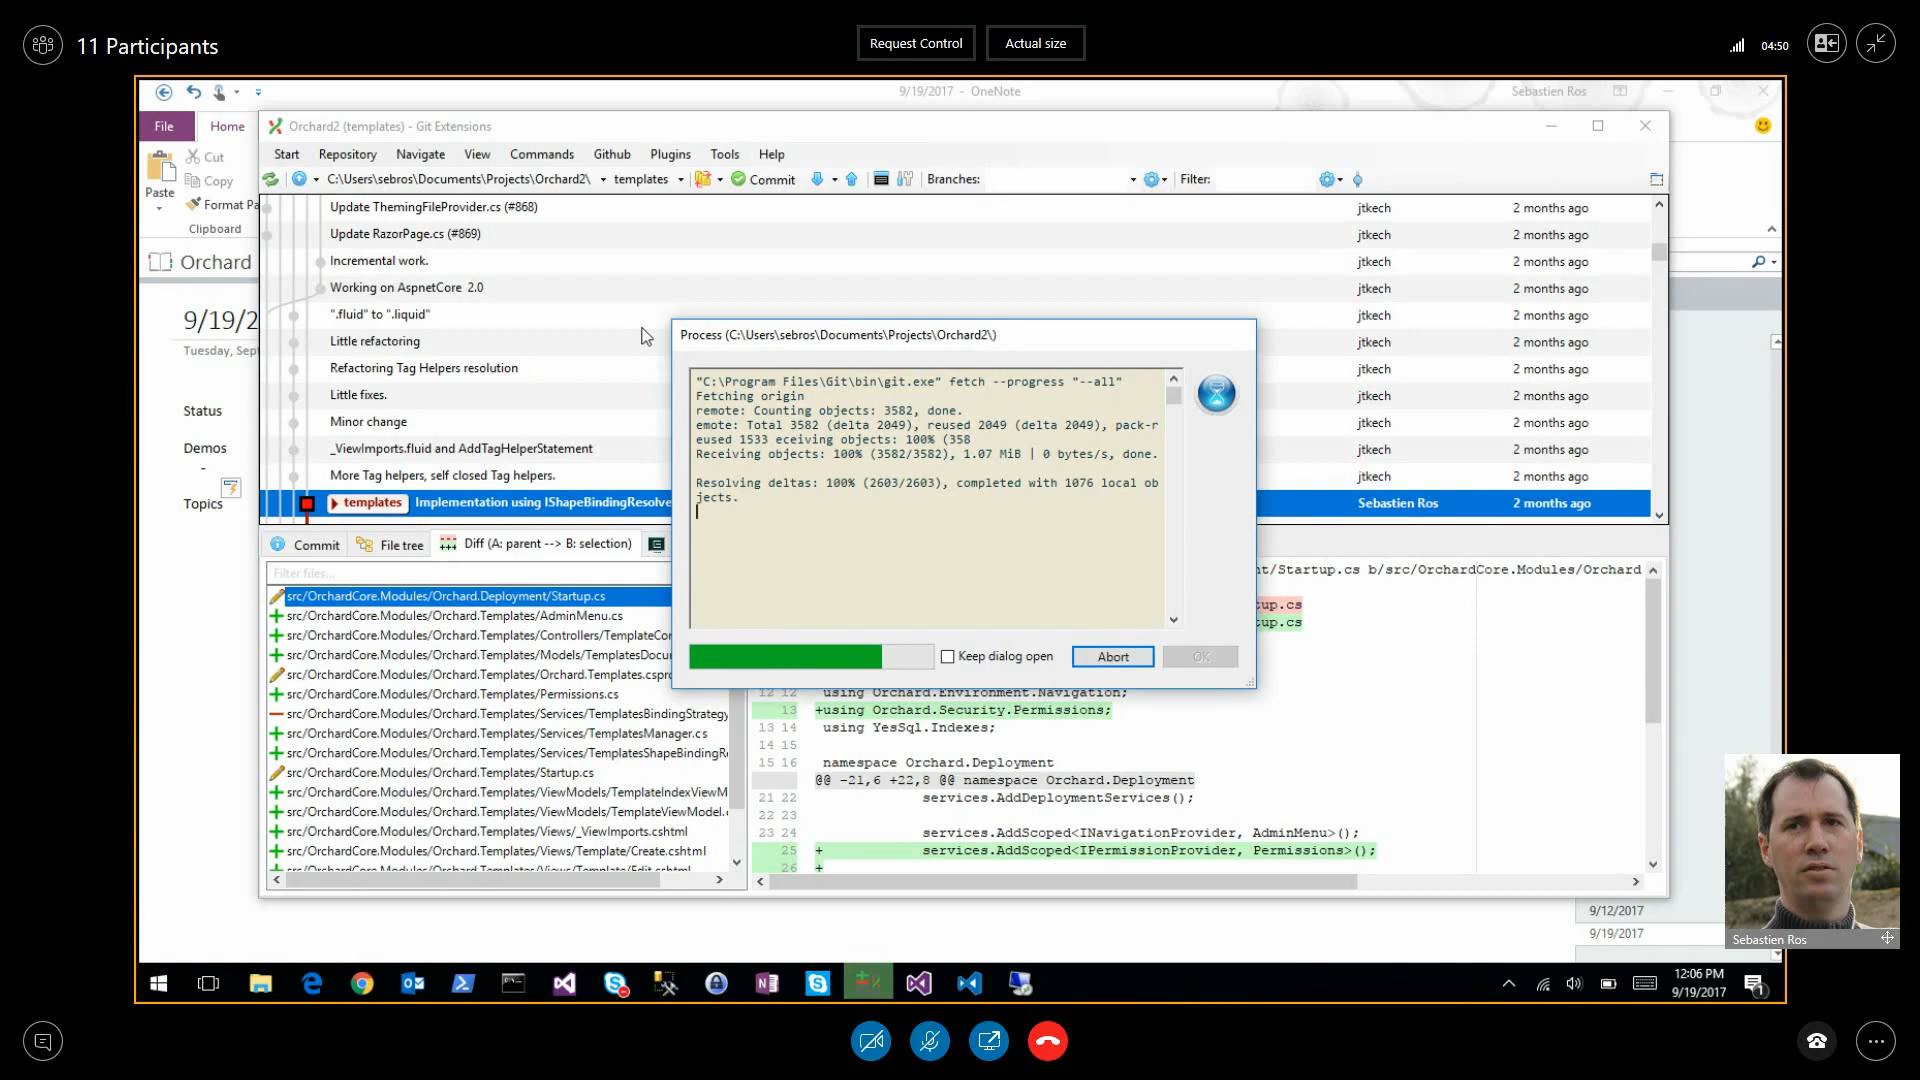 11 Participants
Request Control
Actual size
04:50
9/19/2017 - OneNote
Sebastien Ros
File
Home
Orchard2 (templates) - Git Extensions
Start Repository Navigate View Commands Github Plugins Tools Help
C:\Users\sebros\Documents\Projects\Orchard2\ templates Commit Branches: Filter:
Cut
Copy
Paste
Format Pa
Clipboard
Orchard
9/19/2
Tuesday, Sept
Status
Demos
-
Topics
Update ThemingFileProvider.cs (#868) jtkech 2 months ago
Update RazorPage.cs (#869) jtkech 2 months ago
Incremental work. jtkech 2 months ago
Working on AspnetCore 2.0 jtkech 2 months ago
".fluid" to ".liquid" jtkech 2 months ago
Little refactoring jtkech 2 months ago
Refactoring Tag Helpers resolution jtkech 2 months ago
Little fixes. jtkech 2 months ago
Minor change jtkech 2 months ago
_ViewImports.fluid and AddTagHelperStatement jtkech 2 months ago
More Tag helpers, self closed Tag helpers. jtkech 2 months ago
templates Implementation using IShapeBindingResolve Sebastien Ros 2 months ago
Process (C:\Users\sebros\Documents\Projects\Orchard2\)
"C:\Program Files\Git\bin\git.exe" fetch --progress "--all"
Fetching origin
remote: Counting objects: 3582, done.
emote: Total 3582 (delta 2049), reused 2049 (delta 2049), pack-r
eused 1533 eceiving objects: 100% (358
Receiving objects: 100% (3582/3582), 1.07 MiB | 0 bytes/s, done.
Resolving deltas: 100% (2603/2603), completed with 1076 local ob
jects.
Keep dialog open
Abort
OK
Commit File tree Diff (A: parent --> B: selection)
Filter files...
src/OrchardCore.Modules/Orchard.Deployment/Startup.cs
src/OrchardCore.Modules/Orchard.Templates/AdminMenu.cs
src/OrchardCore.Modules/Orchard.Templates/Controllers/TemplateCor
src/OrchardCore.Modules/Orchard.Templates/Models/TemplatesDocu
src/OrchardCore.Modules/Orchard.Templates/Orchard.Templates.cspro
src/OrchardCore.Modules/Orchard.Templates/Permissions.cs
src/OrchardCore.Modules/Orchard.Templates/Services/TemplatesBindingStrategy
src/OrchardCore.Modules/Orchard.Templates/Services/TemplatesManager.cs
src/OrchardCore.Modules/Orchard.Templates/Services/TemplatesShapeBindingRe
src/OrchardCore.Modules/Orchard.Templates/Startup.cs
src/OrchardCore.Modules/Orchard.Templates/ViewModels/TemplateIndexViewM
src/OrchardCore.Modules/Orchard.Templates/ViewModels/TemplateViewModel.c
src/OrchardCore.Modules/Orchard.Templates/Views/_ViewImports.cshtml
src/OrchardCore.Modules/Orchard.Templates/Views/Template/Create.cshtml
src/OrchardCore.Modules/Orchard.Templates/Views/Template/Edit.cshtml
nt/Startup.cs b/src/OrchardCore.Modules/Orchard
tup.cs
tup.cs
12 12 using Orchard.Environment.Navigation;
13 +using Orchard.Security.Permissions;
13 14 using YesSql.Indexes;
14 15
15 16 namespace Orchard.Deployment
@@ -21,6 +22,8 @@ namespace Orchard.Deployment
21 22 services.AddDeploymentServices();
22 23
23 24 services.AddScoped<INavigationProvider, AdminMenu>();
25 + services.AddScoped<IPermissionProvider, Permissions>();
26 +
9/12/2017
9/19/2017
Sebastien Ros
12:06 PM
9/19/2017
1